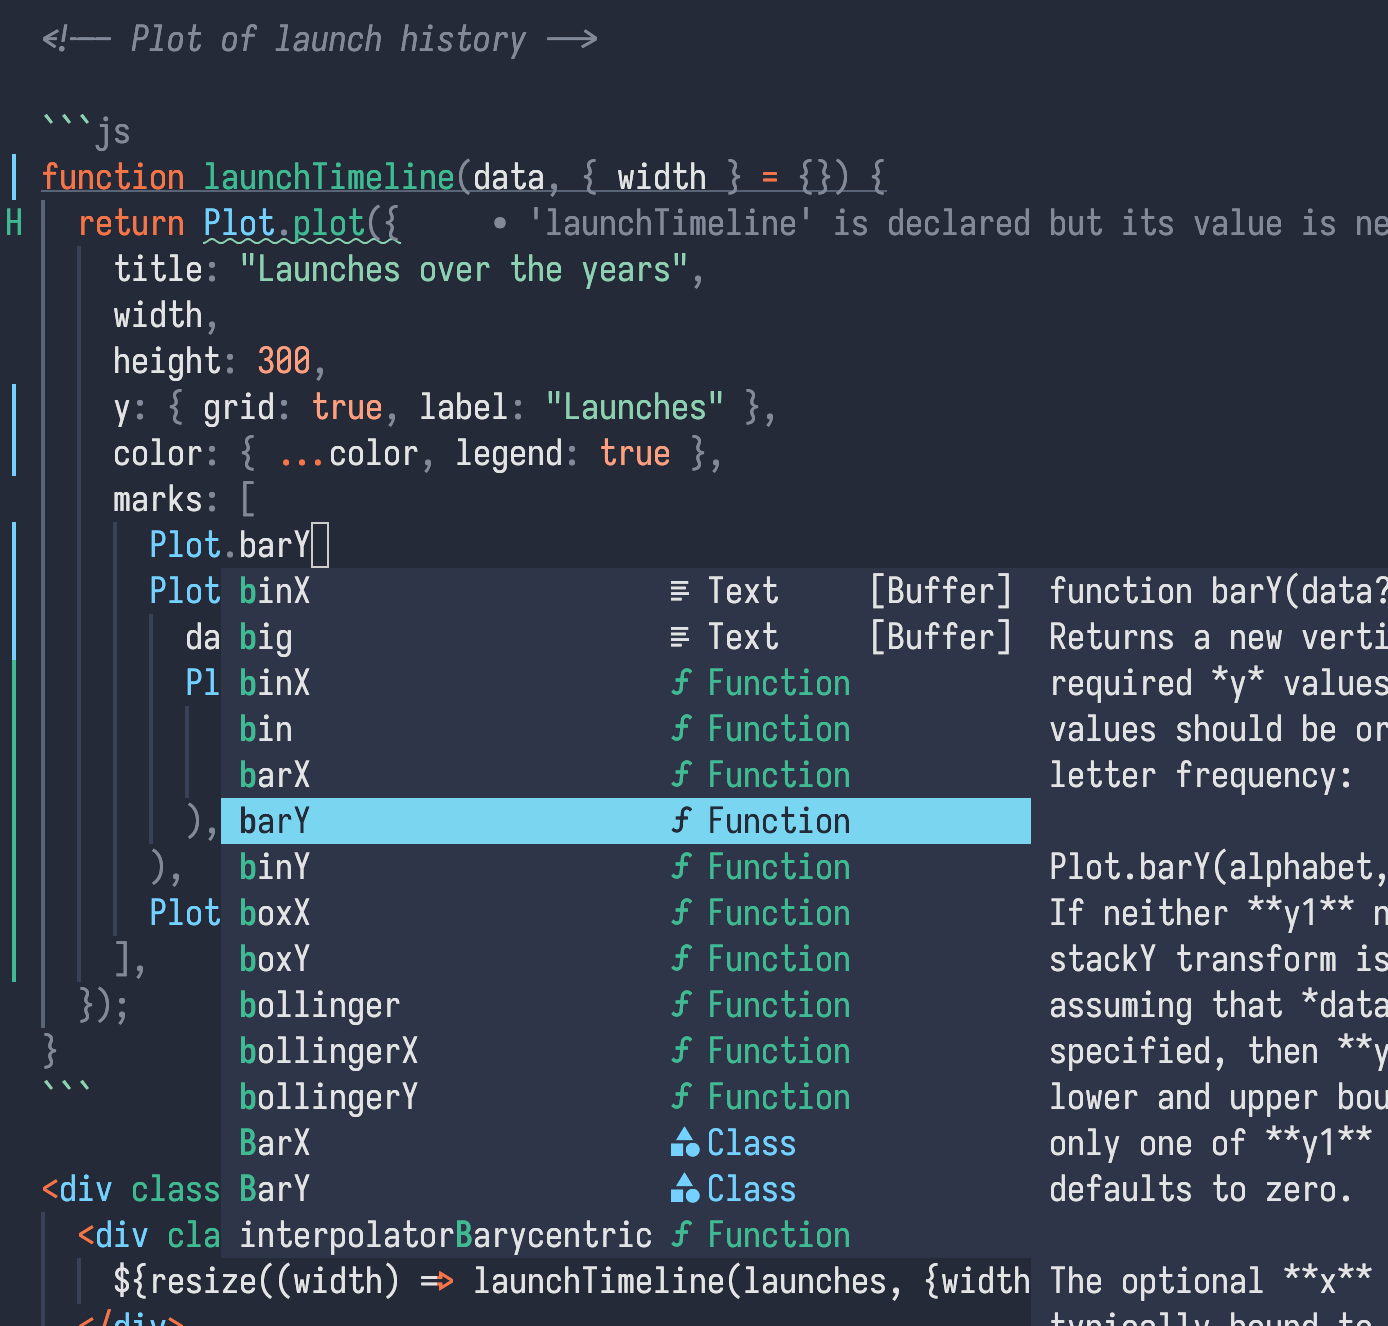 <!-- Plot of launch history -->
```js
function launchTimeline(data, { width } = {}) {
H return Plot.plot({ • 'launchTimeline' is declared but its value is ne
title: "Launches over the years",
width,
height: 300,
y: { grid: true, label: "Launches" },
color: { ...color, legend: true },
marks: [
Plot.barY
Plot binX Text [Buffer] function barY(data?
da big Text [Buffer] Returns a new verti
Pl binX f Function required *y* values
bin f Function values should be or
barX f Function letter frequency:
), barY f Function
), binY f Function Plot.barY(alphabet,
Plot boxX f Function If neither **y1** n
], boxY f Function stackY transform is
}); bollinger f Function assuming that *data
} bollingerX f Function specified, then **y
``` bollingerY f Function lower and upper bou
BarX Class only one of **y1**
<div class BarY Class defaults to zero.
<div cla interpolatorBarycentric f Function
${resize((width) => launchTimeline(launches, {width The optional **x**
</div> typically bound to